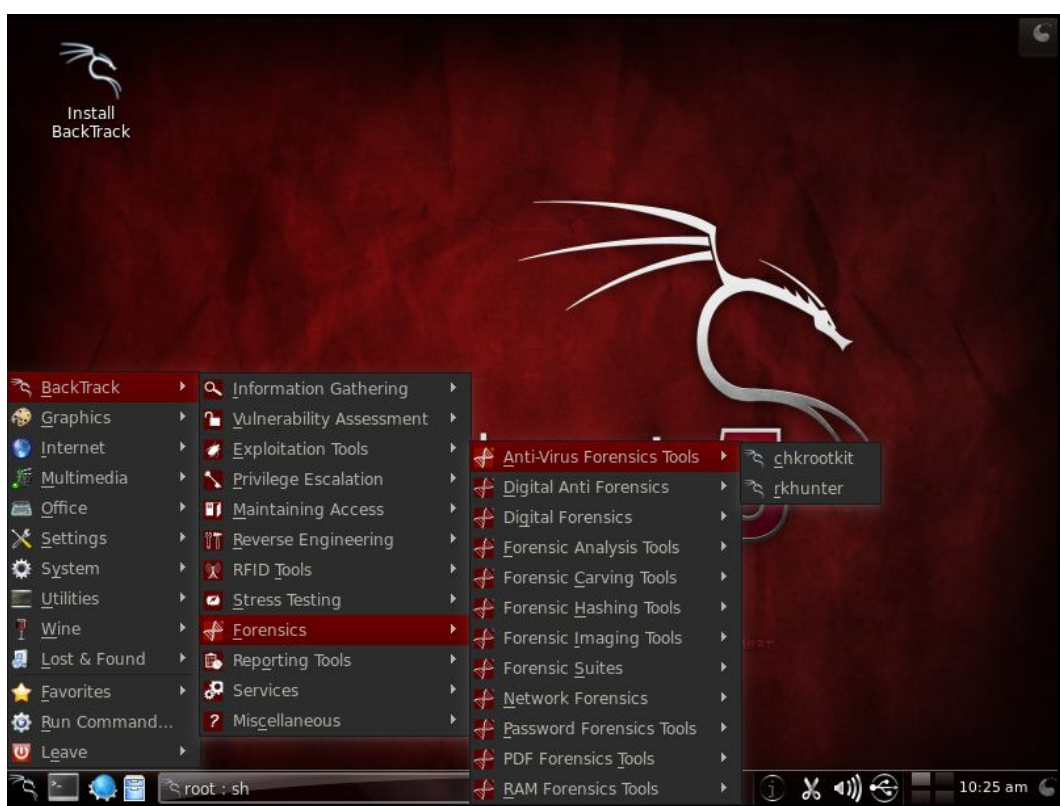 Install
BackTrack
BackTrack
Graphics
Internet
Multimedia
Office
Settings
System
Utilities
Wine
Lost & Found
Favorites
Run Command...
Leave
Information Gathering
Vulnerability Assessment
Exploitation Tools
Privilege Escalation
Maintaining Access
Reverse Engineering
RFID Tools
Stress Testing
Forensics
Reporting Tools
Services
Miscellaneous
Anti-Virus Forensics Tools
Digital Anti Forensics
Digital Forensics
Forensic Analysis Tools
Forensic Carving Tools
Forensic Hashing Tools
Forensic Imaging Tools
Forensic Suites
Network Forensics
Password Forensics Tools
PDF Forensics Tools
RAM Forensics Tools
chkrootkit
rkhunter
root : sh
10:25 am